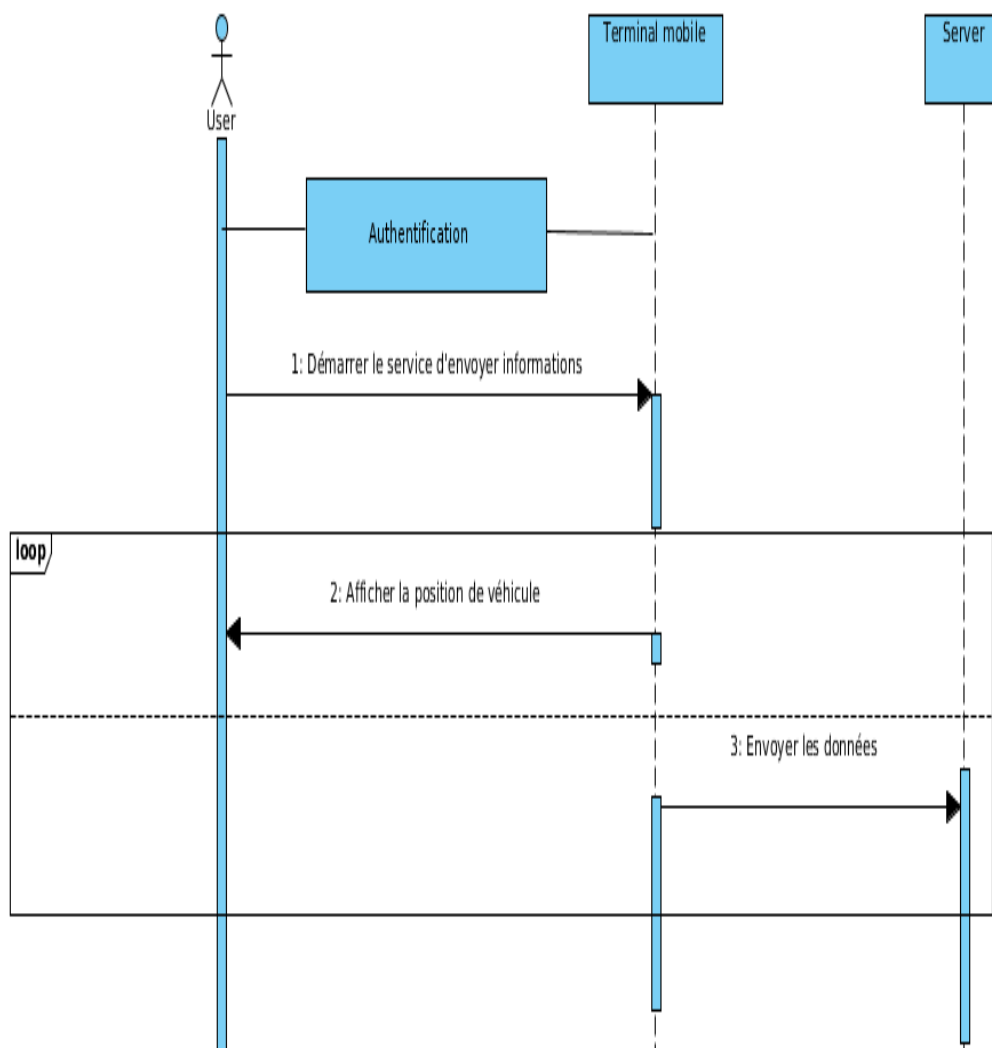 Terminal mobile
Server
User
Authentification
1: Démarrer le service d'envoyer informations
loop
2: Afficher la position de véhicule
3: Envoyer les données